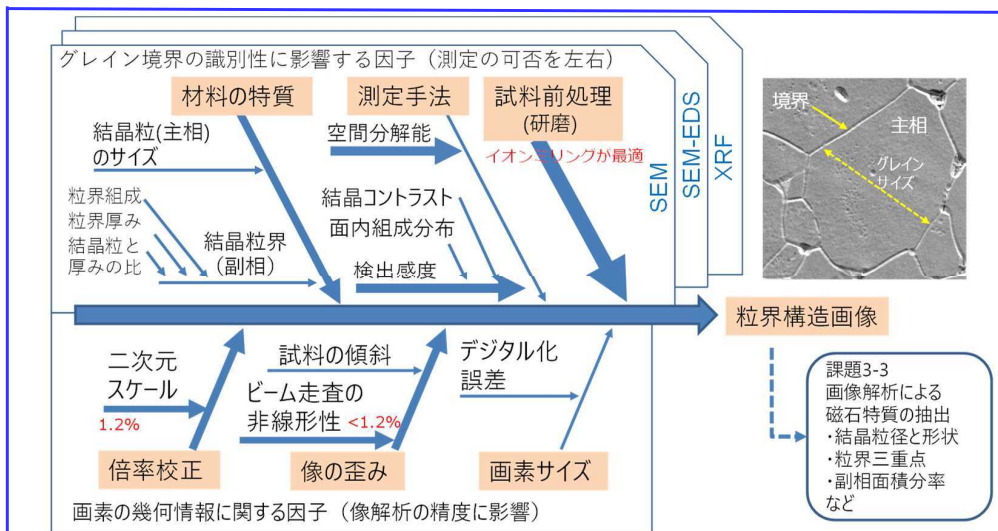 グレイン境界の識別性に影響する因子（測定の可否を左右）
材料の特質
測定手法
試料前処理
(研磨)
イオンミリングが最適
結晶粒(主相)
のサイズ
空間分解能
粒界組成
粒界厚み
結晶粒と
厚みの比
結晶粒界
（副相）
結晶コントラスト
面内組成分布
検出感度
SEM
SEM-EDS
XRF
境界
主相
グレイン
サイズ
粒界構造画像
二次元
スケール
1.2%
倍率校正
試料の傾斜
ビーム走査の
非線形性
<1.2%
像の歪み
デジタル化
誤差
画素サイズ
画素の幾何情報に関する因子（像解析の精度に影響）
課題3-3
画像解析による
磁石特質の抽出
・結晶粒径と形状
・粒界三重点
・副相面積分率
など